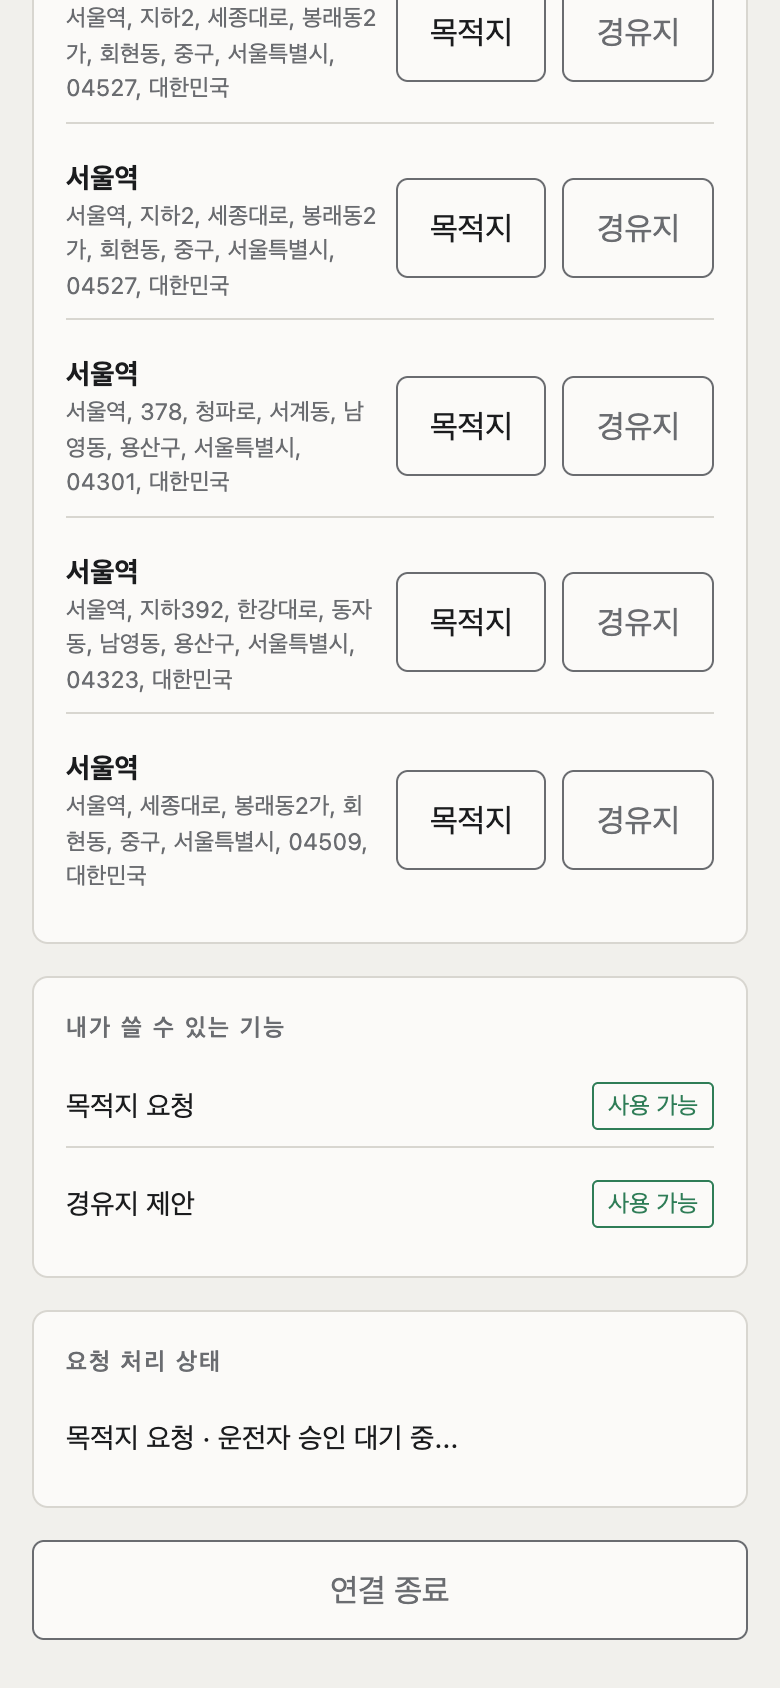 서울역, 지하2, 세종대로, 봉래동2
가, 회현동, 중구, 서울특별시,
04527, 대한민국
목적지
경유지
서울역
서울역, 지하2, 세종대로, 봉래동2
가, 회현동, 중구, 서울특별시,
04527, 대한민국
목적지
경유지
서울역
서울역, 378, 청파로, 서계동, 남
영동, 용산구, 서울특별시,
04301, 대한민국
목적지
경유지
서울역
서울역, 지하392, 한강대로, 동자
동, 남영동, 용산구, 서울특별시,
04323, 대한민국
목적지
경유지
서울역
서울역, 세종대로, 봉래동2가, 회
현동, 중구, 서울특별시, 04509,
대한민국
목적지
경유지
내가 쓸 수 있는 기능
목적지 요청
사용 가능
경유지 제안
사용 가능
요청 처리 상태
목적지 요청 · 운전자 승인 대기 중...
연결 종료